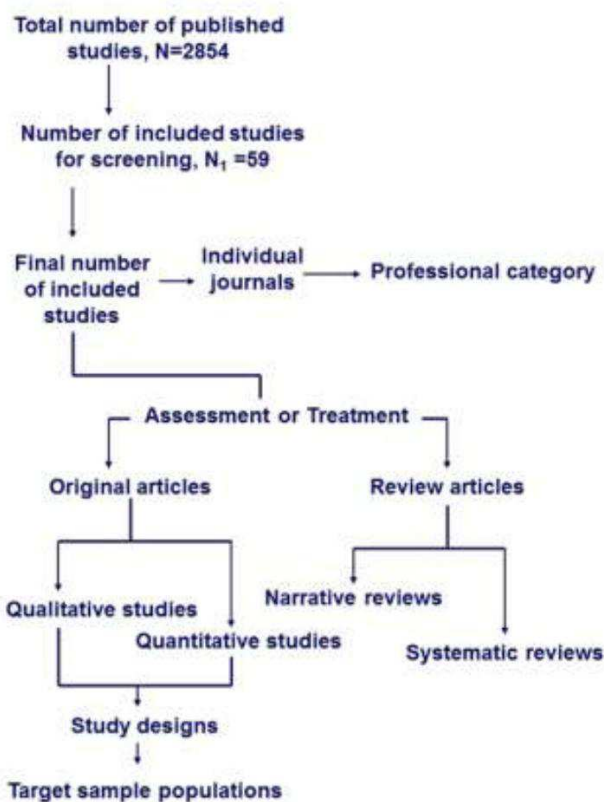 Total number of published
studies, N=2854
Number of included studies
for screening, N₁ =59
Final number
of included
studies
Individual
journals
Professional category
Assessment or Treatment
Original articles
Review articles
Qualitative studies
Quantitative studies
Narrative reviews
Systematic reviews
Study designs
Target sample populations